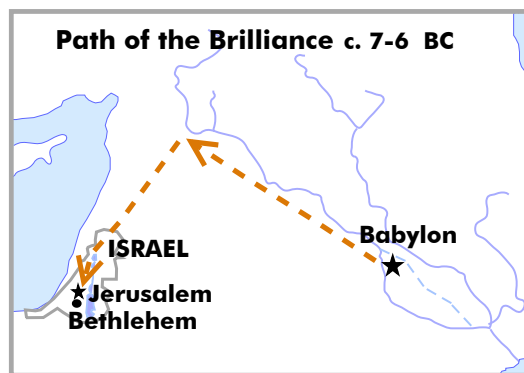 Path of the Brilliance c. 7-6 BC
Babylon
ISRAEL
Jerusalem
Bethlehem